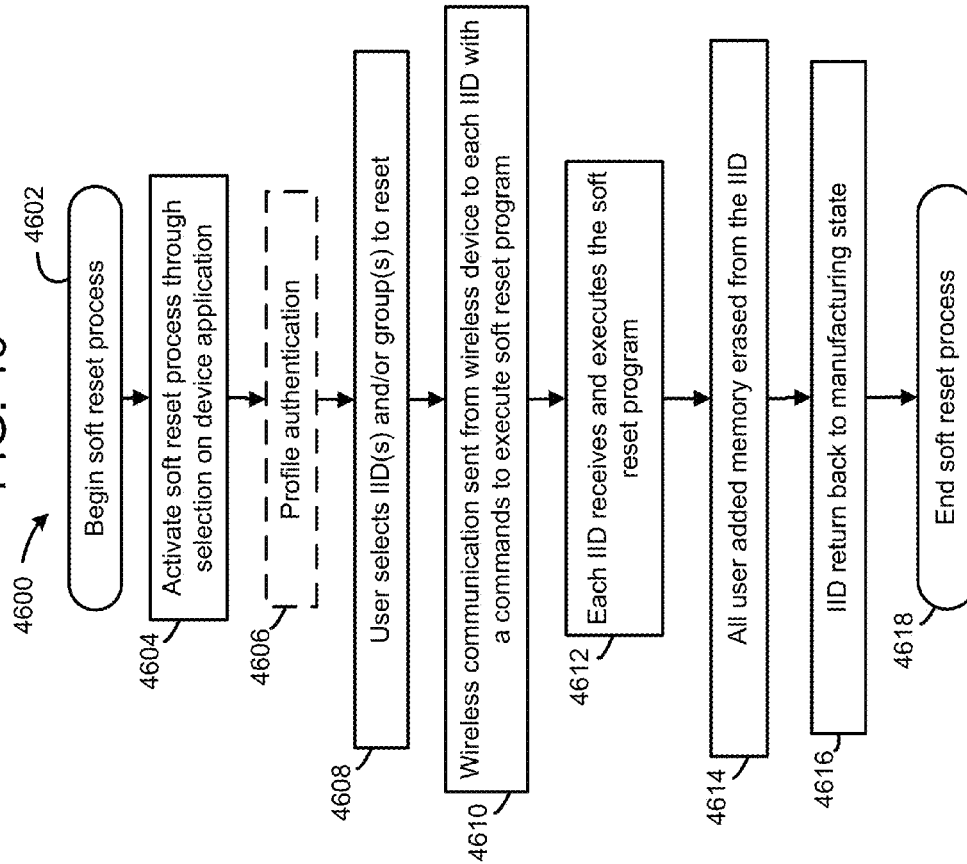 FIG.
4600
4602
Begin soft reset process
4604
Activate soft reset process through
selection on device application
4606
Profile authentication
4608
User selects IID(s) and/or group(s) to reset
4610
Wireless communication sent from wireless device to each IID with
a commands to execute soft reset program
4612
Each IID receives and executes the soft
reset program
4614
All user added memory erased from the IID
4616
IID return back to manufacturing state
4618
End soft reset process